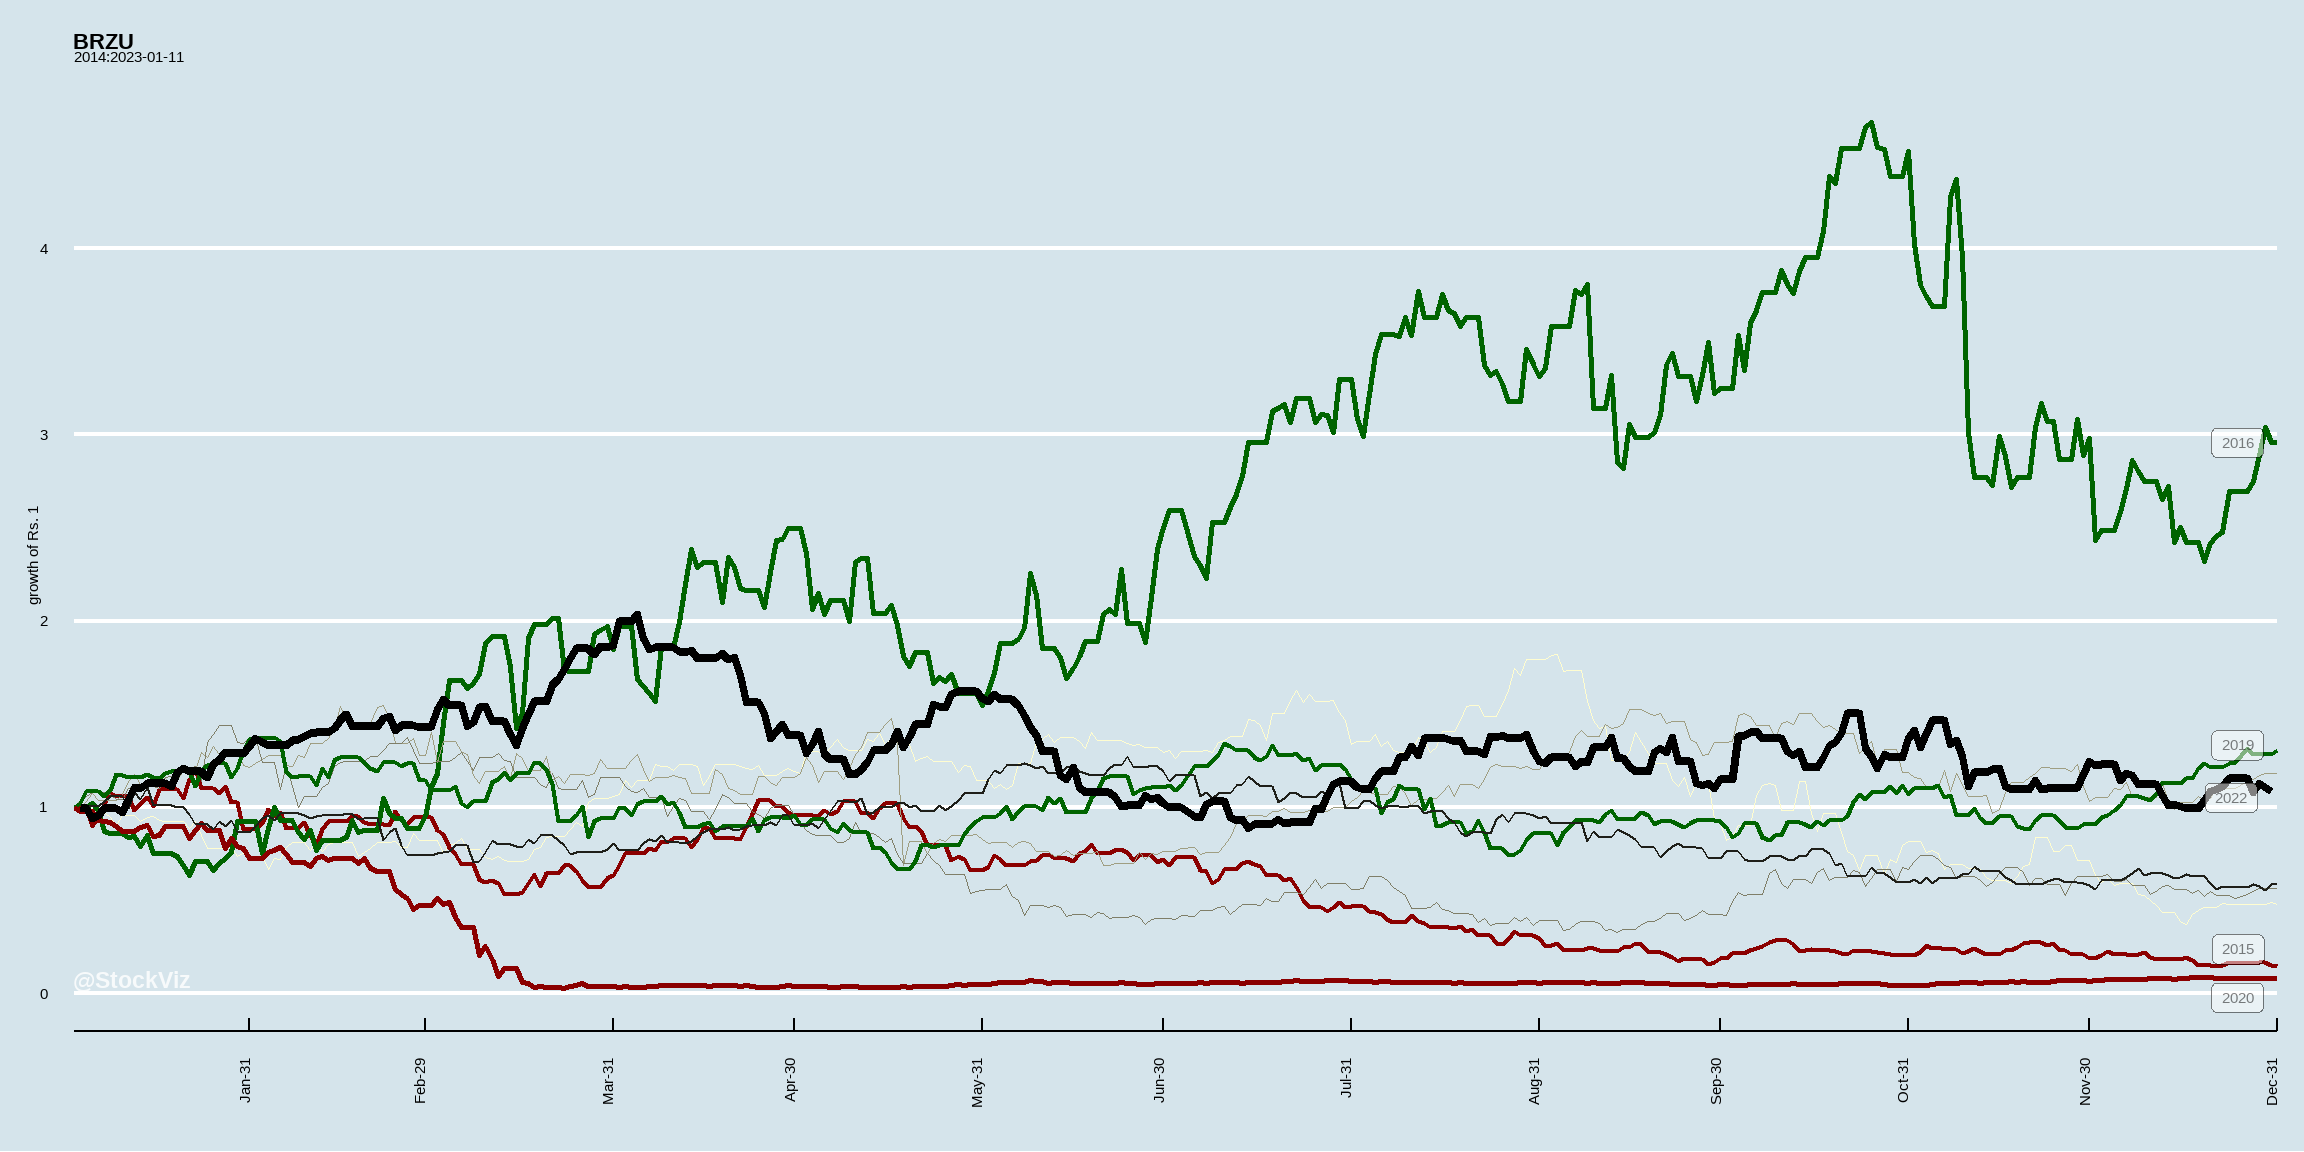 BRZU
2014:2023-01-11
4
3
2
1
0
growth of Rs. 1
2016
2019
2022
2015
2020
@StockViz
Jan-31
Feb-29
Mar-31
Apr-30
May-31
Jun-30
Jul-31
Aug-31
Sep-30
Oct-31
Nov-30
Dec-31